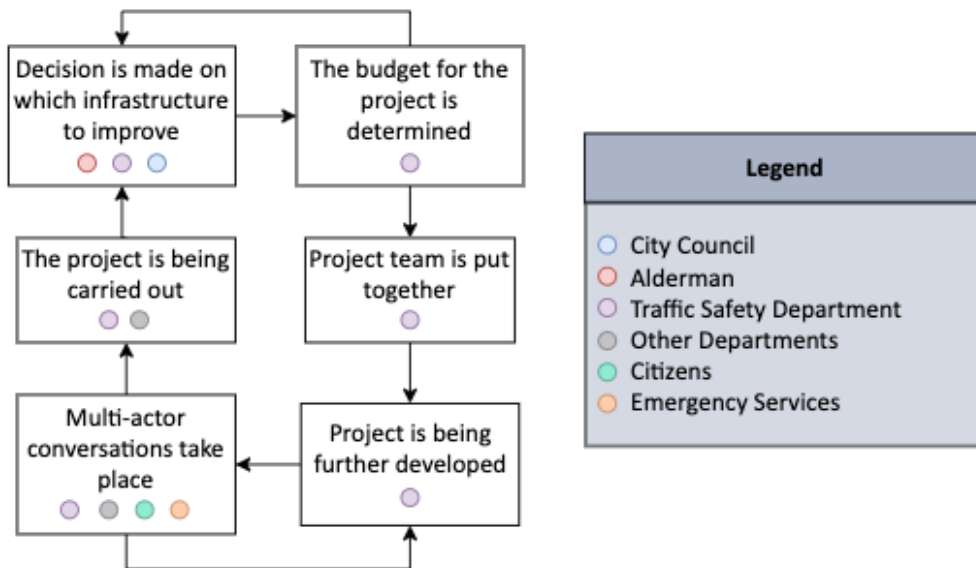 Decision is made on
which infrastructure
to improve
The budget for the
project is
determined
The project is being
carried out
Project team is put
together
Multi-actor
conversations take
place
Project is being
further developed
Legend
City Council
Alderman
Traffic Safety Department
Other Departments
Citizens
Emergency Services